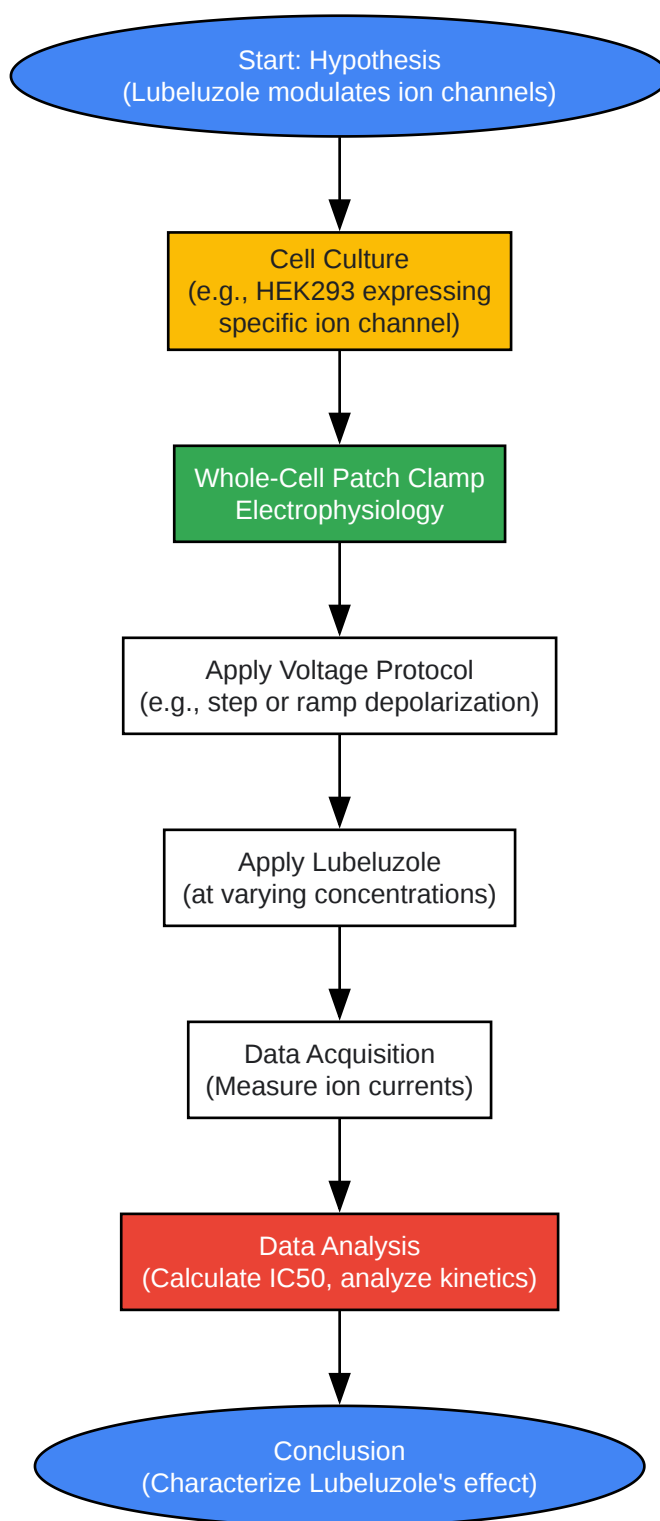 Start: Hypothesis
(Lubeluzole modulates ion channels)
Cell Culture
(e.g., HEK293 expressing
specific ion channel)
Whole-Cell Patch Clamp
Electrophysiology
Apply Voltage Protocol
(e.g., step or ramp depolarization)
Apply Lubeluzole
(at varying concentrations)
Data Acquisition
(Measure ion currents)
Data Analysis
(Calculate IC50, analyze kinetics)
Conclusion
(Characterize Lubeluzole's effect)